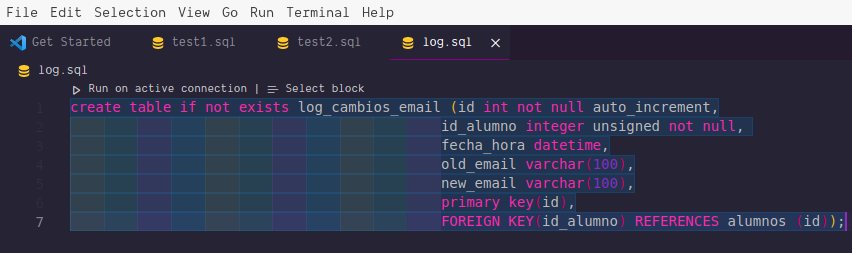 File Edit Selection View Go Run Terminal Help
Get Started test1.sql test2.sql log.sql ×
log.sql
Run on active connection | Select block
1 create table if not exists log_cambios_email (id int not null auto_increment,
2 id_alumno integer unsigned not null,
3 fecha_hora datetime,
4 old_email varchar(100),
5 new_email varchar(100),
6 primary key(id),
7 FOREIGN KEY(id_alumno) REFERENCES alumnos (id));